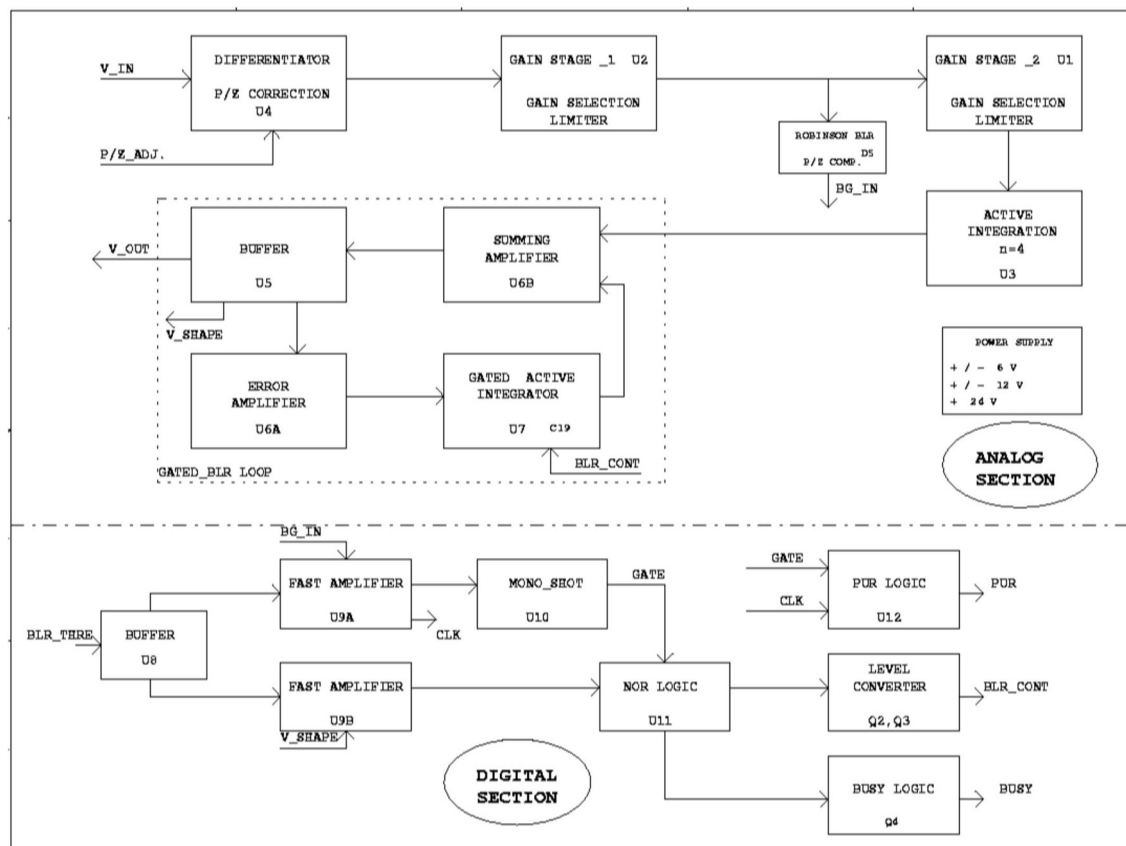 DIFFERENTIATOR
P/Z CORRECTION
U4
V_IN
P/Z_ADJ.
GAIN STAGE _1 U2
GAIN SELECTION
LIMITER
GAIN STAGE _2 U1
GAIN SELECTION
LIMITER
ROBINSON BLR
D5
P/Z COMP.
BG_IN
ACTIVE
INTEGRATION
n=4
U3
V_OUT
BUFFER
U5
SUMMING
AMPLIFIER
U6B
V_SHAPE
ERROR
AMPLIFIER
U6A
GATED ACTIVE
INTEGRATOR
U7 C19
BLR_CONT
GATED_BLR LOOP
POWER SUPPLY
+ / - 6 V
+ / - 12 V
+ 24 V
ANALOG
SECTION
BG_IN
FAST AMPLIFIER
U9A
CLK
MONO_SHOT
U10
GATE
GATE
CLK
PUR LOGIC
U12
PUR
BLR_THRE
BUFFER
U8
FAST AMPLIFIER
U9B
V_SHAPE
NOR LOGIC
U11
LEVEL
CONVERTER
Q2,Q3
BLR_CONT
DIGITAL
SECTION
BUSY LOGIC
Q4
BUSY